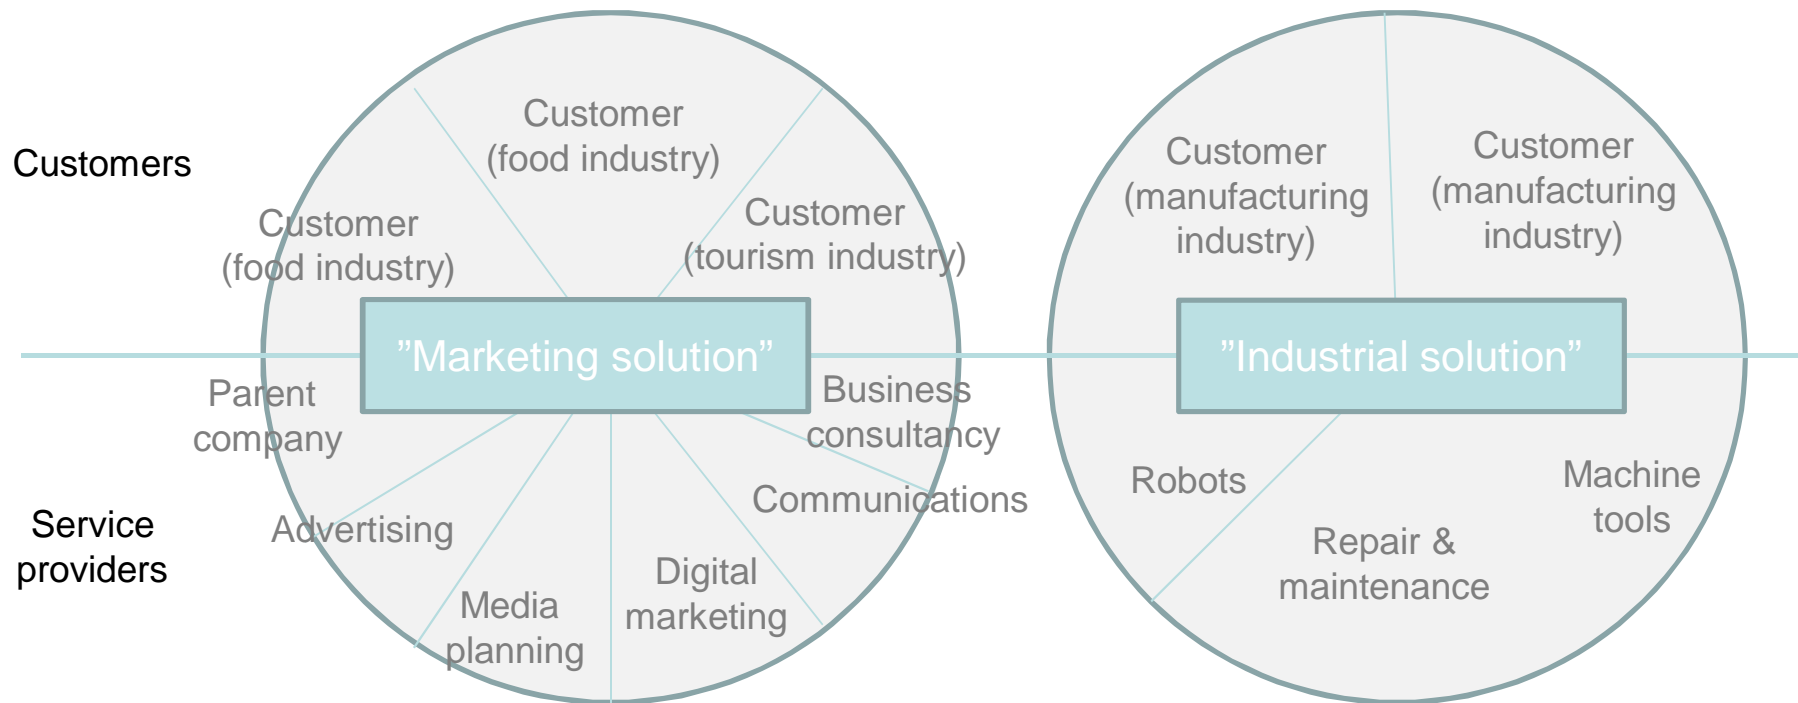 Customers
Customer
(food industry)
Customer
(food industry)
Customer
(tourism industry)
Customer
(manufacturing
industry)
Customer
(manufacturing
industry)
”Marketing solution”
”Industrial solution”
Service
providers
Parent
company
Advertising
Media
planning
Digital
marketing
Communications
Business
consultancy
Robots
Repair &
maintenance
Machine
tools